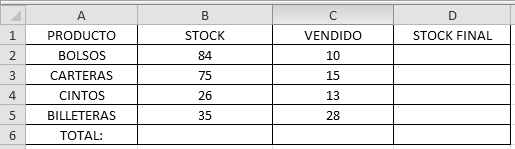 A B C D
1 PRODUCTO STOCK VENDIDO STOCK FINAL
2 BOLSOS 84 10
3 CARTERAS 75 15
4 CINTOS 26 13
5 BILLETERAS 35 28
6 TOTAL: